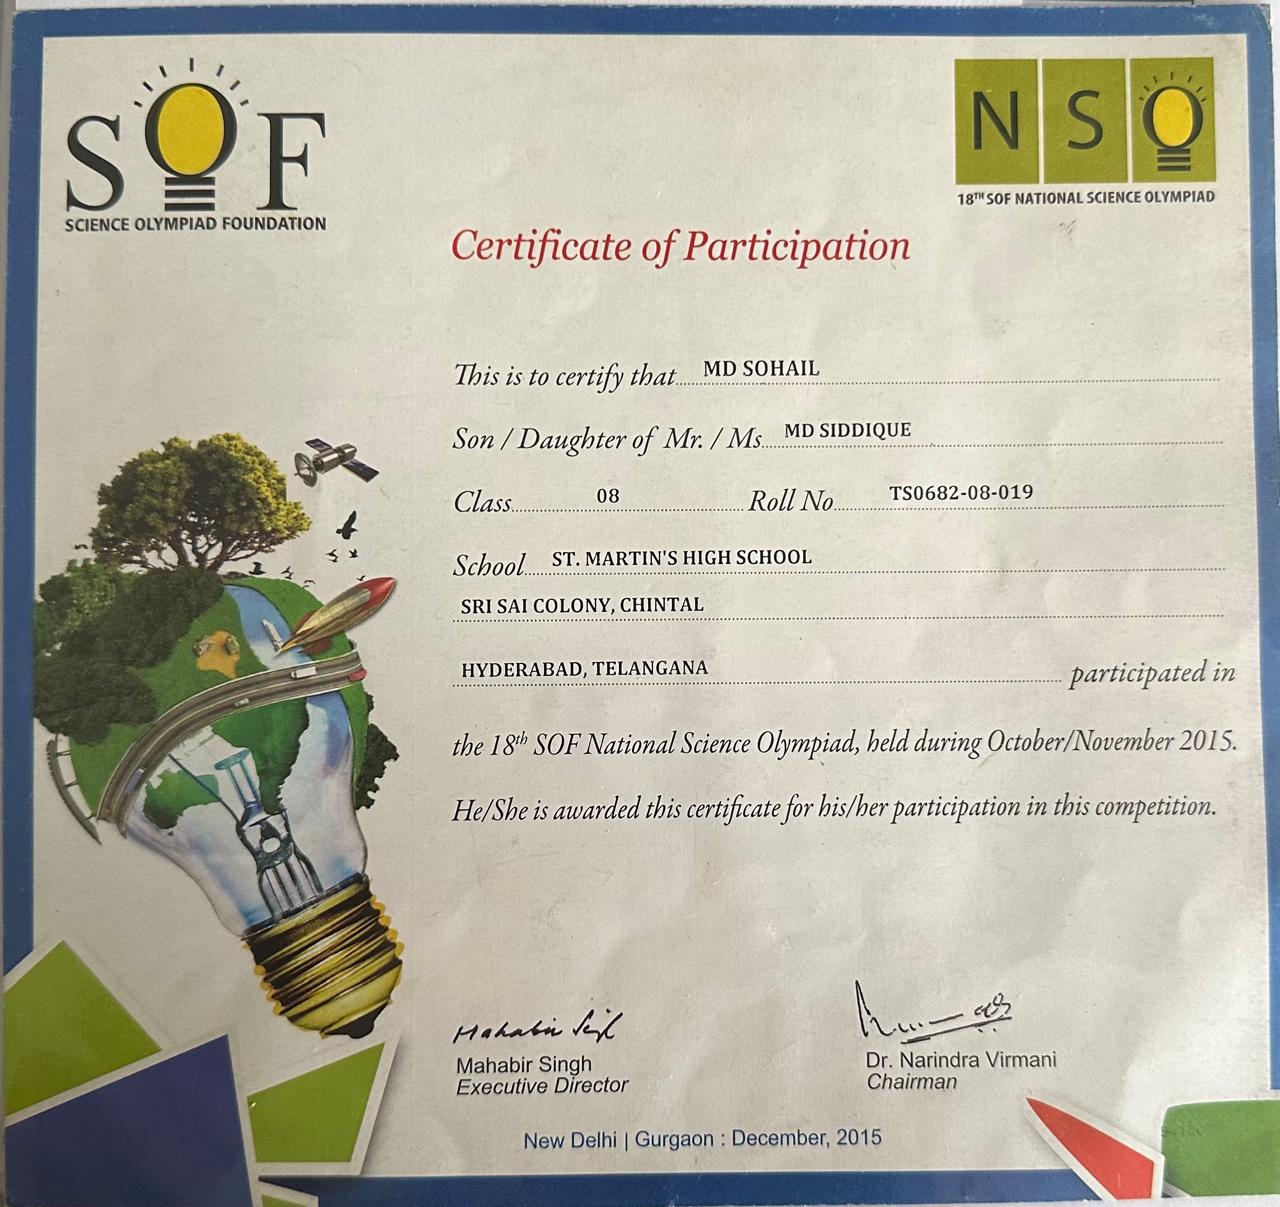 SOF
SCIENCE OLYMPIAD FOUNDATION
NSO
18TH SOF NATIONAL SCIENCE OLYMPIAD
Certificate of Participation
This is to certify that MD SOHAIL
Son / Daughter of Mr. / Ms. MD SIDDIQUE
Class 08 Roll No TS0682-08-019
School ST. MARTIN'S HIGH SCHOOL
SRI SAI COLONY, CHINTAL
HYDERABAD, TELANGANA participated in
the 18th SOF National Science Olympiad, held during October/November 2015.
He/She is awarded this certificate for his/her participation in this competition.
Mahabir Singh
Mahabir Singh
Executive Director
Dr. Narindra Virmani
Chairman
New Delhi | Gurgaon : December, 2015